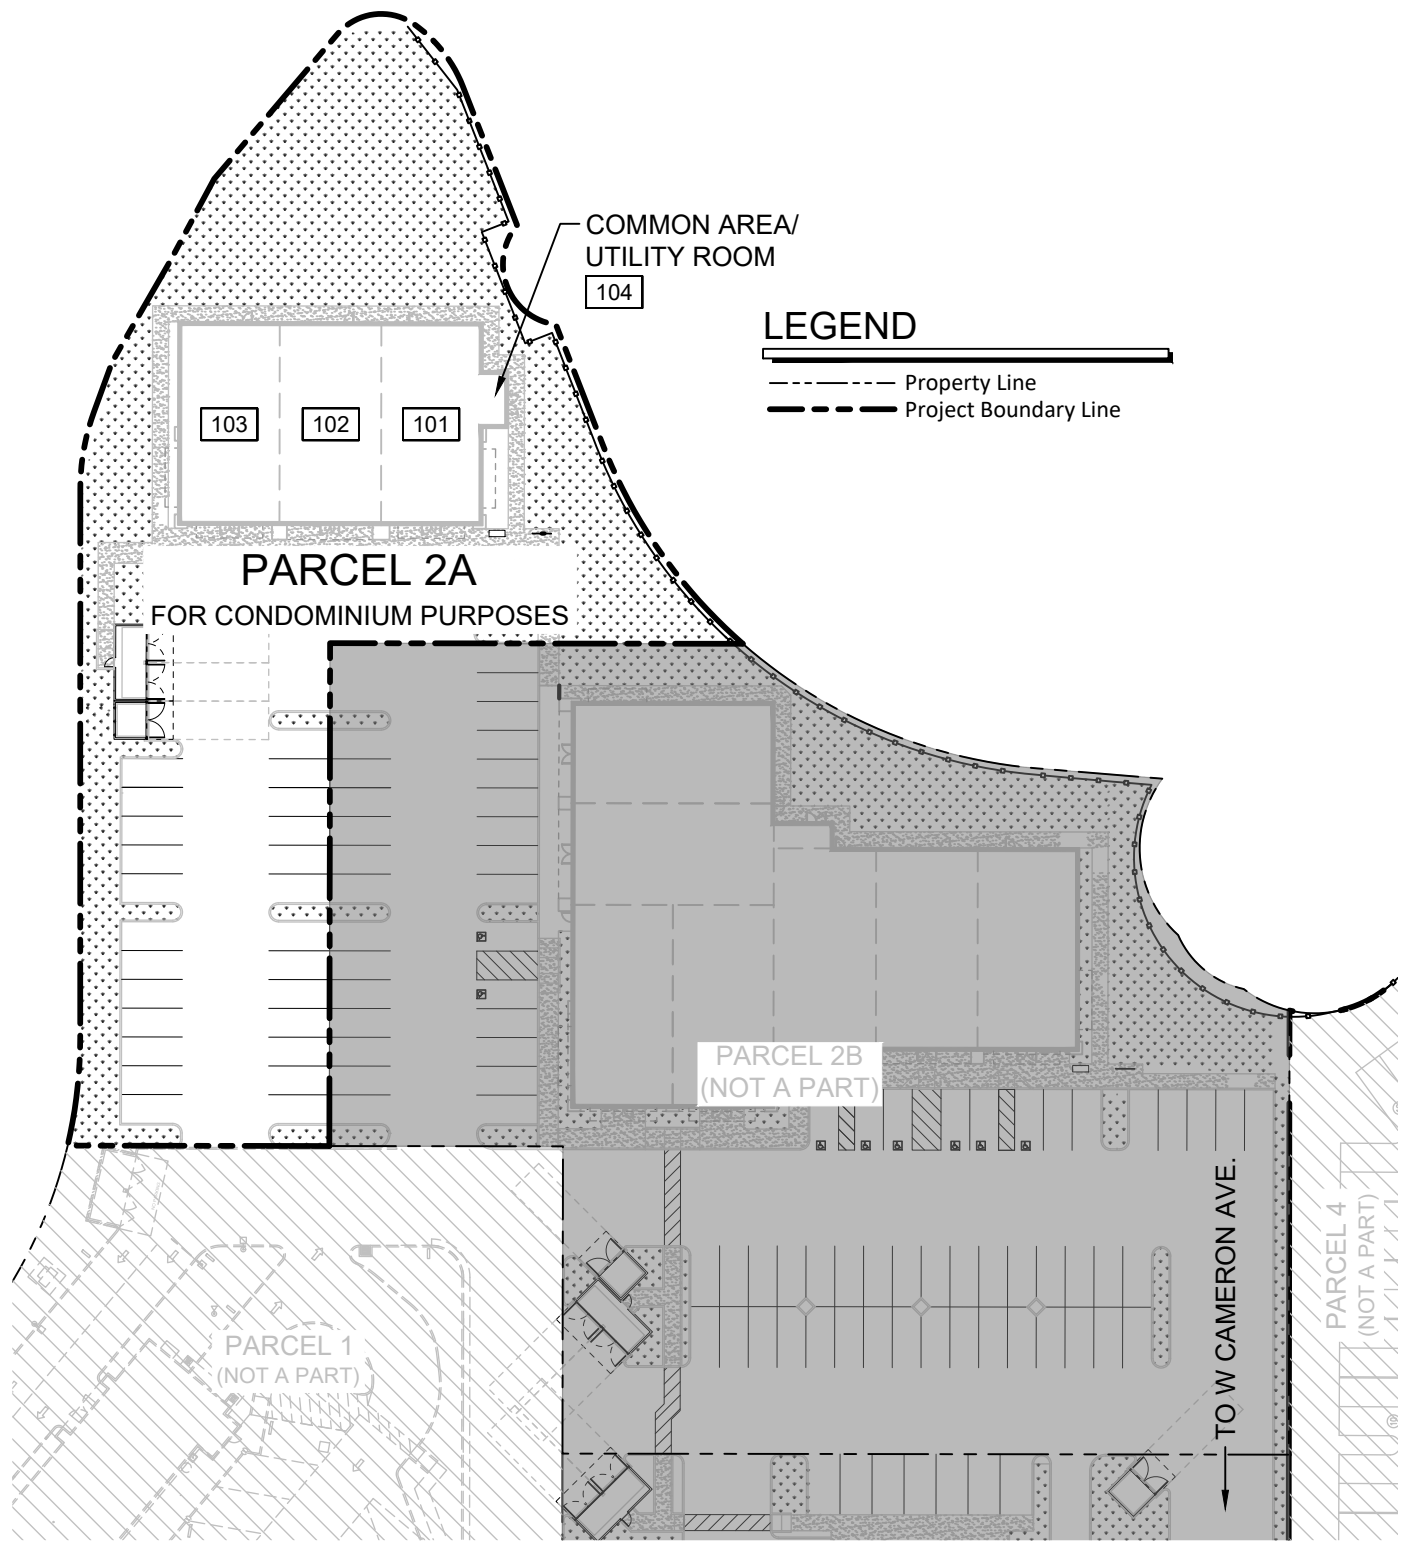 COMMON AREA/
UTILITY ROOM
104
LEGEND
Property Line
Project Boundary Line
103
102
101
PARCEL 2A
FOR CONDOMINIUM PURPOSES
PARCEL 2B
(NOT A PART)
TO W CAMERON AVE.
PARCEL 4
(NOT A PART)
PARCEL 1
(NOT A PART)